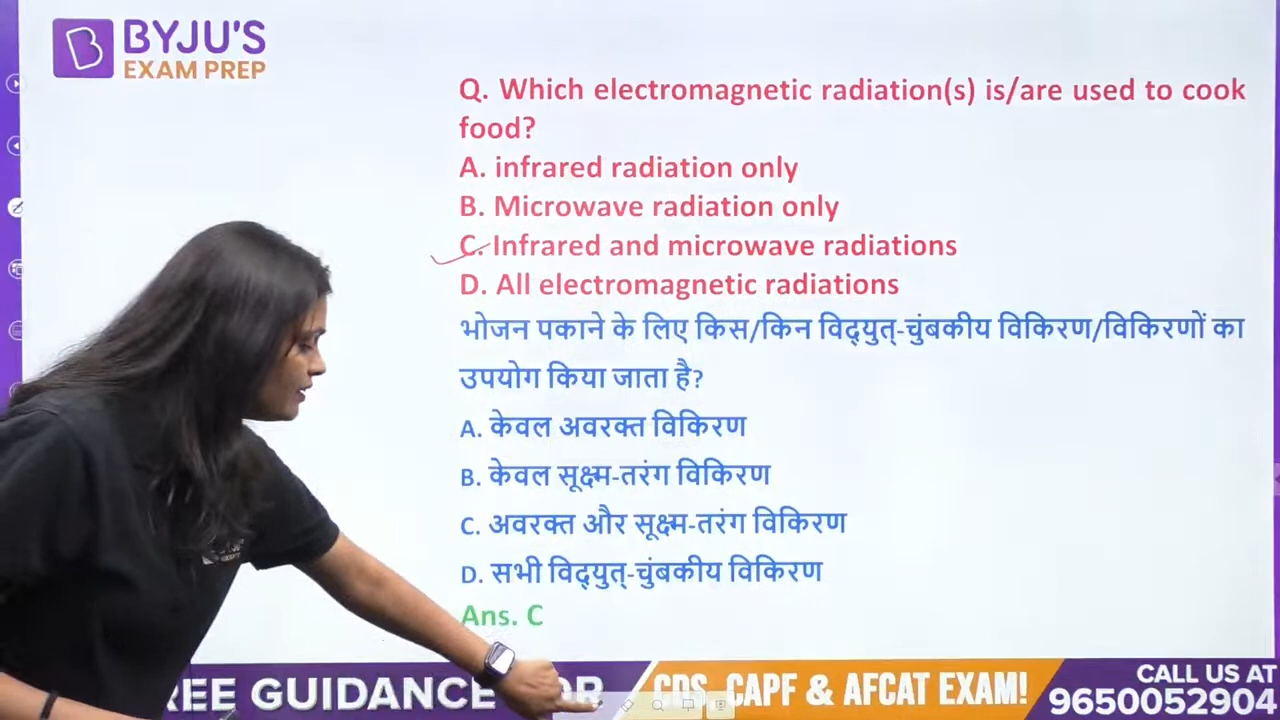 BYJU'S
EXAM PREP
Q. Which electromagnetic radiation(s) is/are used to cook
food?
A. infrared radiation only
B. Microwave radiation only
C. Infrared and microwave radiations
D. All electromagnetic radiations
भोजन पकाने के लिए किस/किन विद्युत्-चुंबकीय विकिरण/विकिरणों का
उपयोग किया जाता है?
A. केवल अवरक्त विकिरण
B. केवल सूक्ष्म-तरंग विकिरण
C. अवरक्त और सूक्ष्म-तरंग विकिरण
D. सभी विद्युत्-चुंबकीय विकिरण
Ans. C
GUIDANCE
CDS, CAPF & AFCAT EXAM!
CALL US AT
9650052904